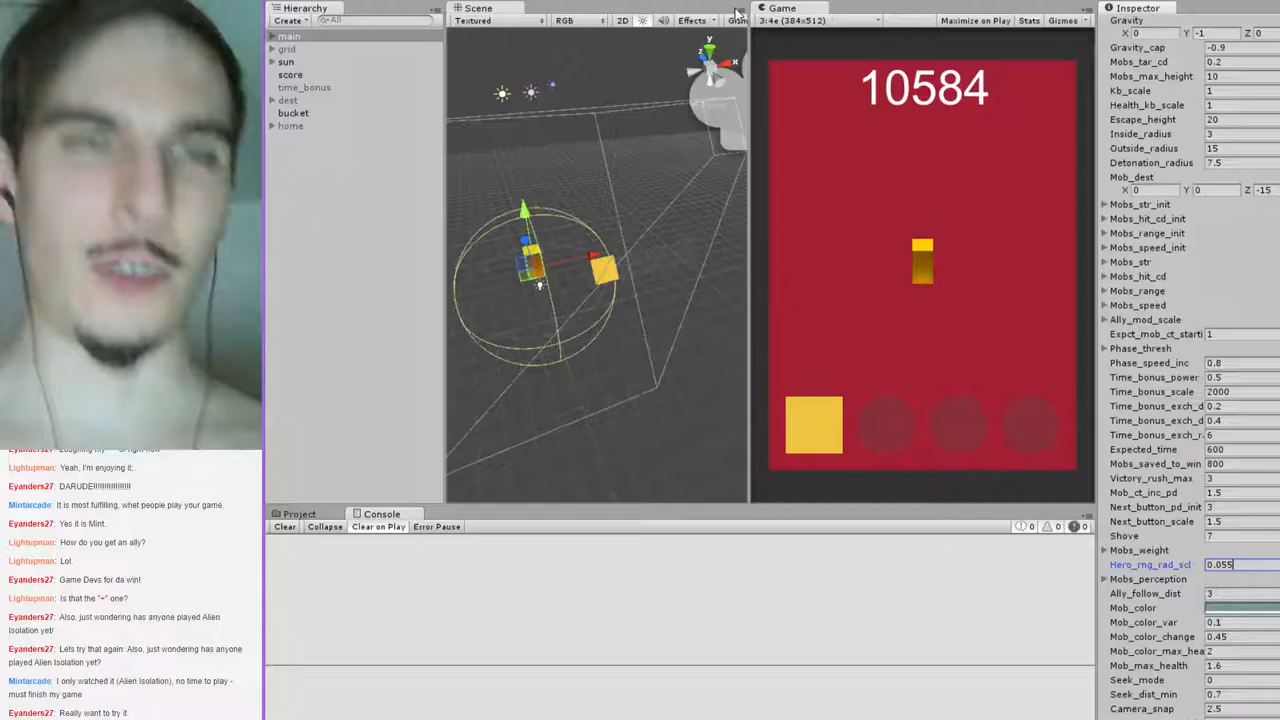 Hierarchy
Create
All
main
grid
sun
score
time_bonus
dest
bucket
home
Scene
Textured
RGB
2D
Effects
y
x
z
Game
3:4e (384x512)
Maximize on Play
Stats
Gizmos
10584
Inspector
Gravity
X 0 Y -1 Z 0
Gravity_cap -0.9
Mobs_tar_cd 0.2
Mobs_max_height 10
Kb_scale 1
Health_kb_scale 1
Escape_height 20
Inside_radius 3
Outside_radius 15
Detonation_radius 7.5
Mob_dest
X 0 Y 0 Z -15
Mobs_str_init
Mobs_hit_cd_init
Mobs_range_init
Mobs_speed_init
Mobs_str
Mobs_hit_cd
Mobs_range
Mobs_speed
Ally_mod_scale
Expct_mob_ct_starti 1
Phase_thresh
Phase_speed_inc 0.8
Time_bonus_power 0.5
Time_bonus_scale 2000
Time_bonus_exch_d 0.2
Time_bonus_exch_d 0.4
Time_bonus_exch_r 6
Expected_time 600
Mobs_saved_to_win 800
Victory_rush_max 3
Mob_ct_inc_pd 1.5
Next_button_pd_init 3
Next_button_scale 1.5
Shove 7
Mobs_weight
Hero_rng_rad_scl 0.055
Mobs_perception
Ally_follow_dist 3
Mob_color
Mob_color_var 0.1
Mob_color_change 0.45
Mob_color_max_hea 2
Mob_max_health 1.6
Seek_mode 0
Seek_dist_min 0.7
Camera_snap 2.5
Project
Console
Clear
Collapse
Clear on Play
Error Pause
0
0
0
Lightupman: Yeah, I'm enjoying it.
Eyanders27: DARUDE!!!!!!!!!!!!!!!!!!
Mintarcade: It is most fulfilling, whet people play your game.
Eyanders27: Yes it is Mint.
Lightupman: How do you get an ally?
Lightupman: Lol.
Eyanders27: Game Devs for da win!
Lightupman: Is that the "+" one?
Eyanders27: Also, just wondering has anyone played Alien
Isolation yet/
Eyanders27: Lets try that again: Also, just wondering has anyone
played Alien Isolation yet?
Mintarcade: I only watched it (Alien Isolation), no time to play -
must finish my game
Eyanders27: Really want to try it.